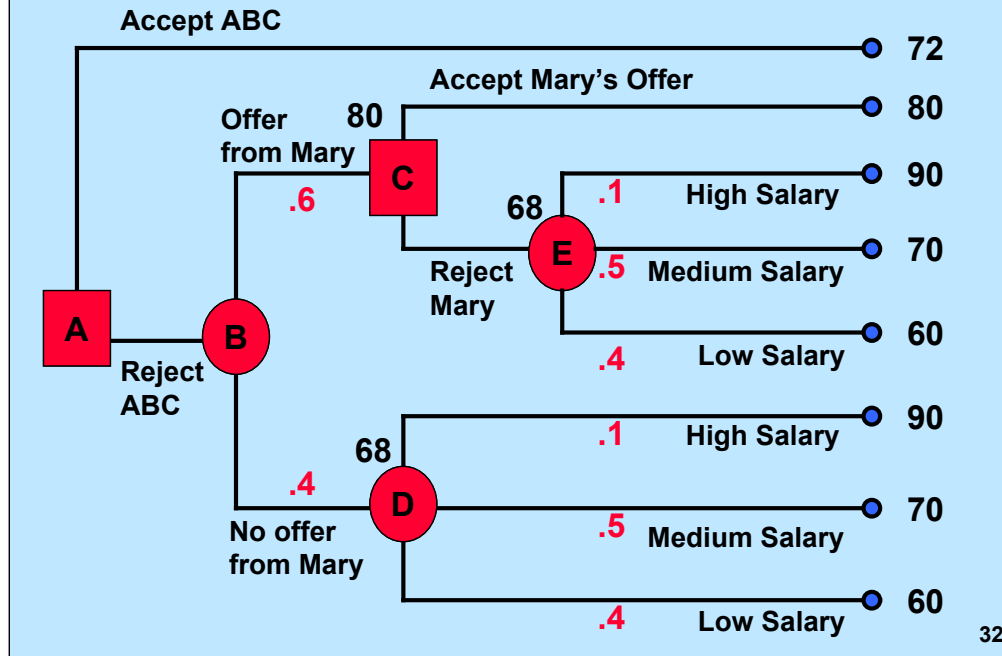 Accept ABC
72
Accept Mary's Offer
80
Offer
from Mary
80
C
.6
90
.1
High Salary
68
E
70
.5
Medium Salary
Reject
Mary
60
.4
Low Salary
A
B
Reject
ABC
90
.1
High Salary
68
.4
D
70
.5
Medium Salary
No offer
from Mary
60
.4
Low Salary
32